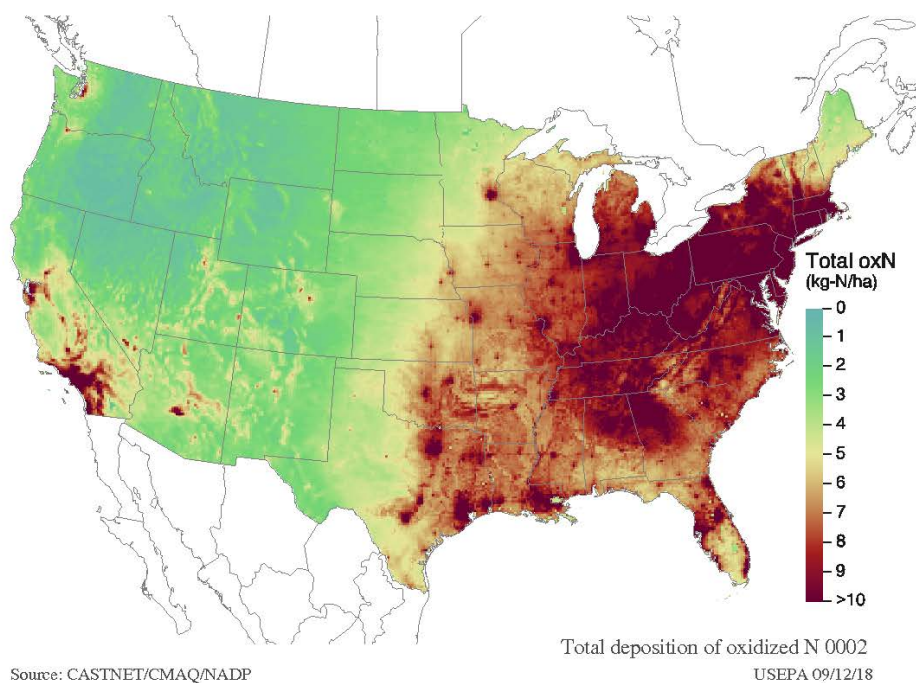 Total oxN
(kg-N/ha)
0
1
2
3
4
5
6
7
8
9
>10
Total deposition of oxidized N 0002
Source: CASTNET/CMAQ/NADP
USEPA 09/12/18